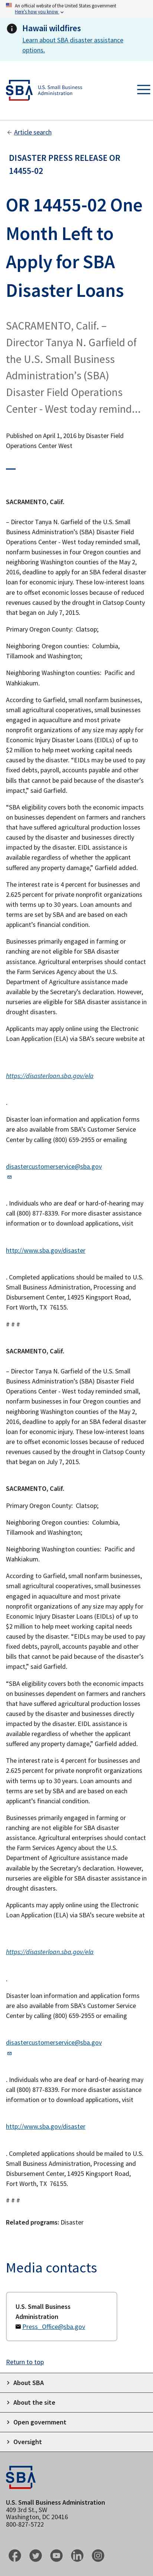 An official website of the United States government
Here's how you know
Hawaii wildfires
Learn about SBA disaster assistance
options.
SBA
U.S. Small Business
Administration
Article search
DISASTER PRESS RELEASE OR
14455-02
OR 14455-02 One
Month Left to
Apply for SBA
Disaster Loans
SACRAMENTO, Calif. –
Director Tanya N. Garfield of
the U.S. Small Business
Administration's (SBA)
Disaster Field Operations
Center - West today remind...
Published on April 1, 2016 by Disaster Field
Operations Center West
SACRAMENTO, Calif.
– Director Tanya N. Garfield of the U.S. Small
Business Administration's (SBA) Disaster Field
Operations Center - West today reminded small,
nonfarm businesses in four Oregon counties and
neighboring Washington counties of the May 2,
2016, deadline to apply for an SBA federal disaster
loan for economic injury. These low-interest loans
are to offset economic losses because of reduced
revenues caused by the drought in Clatsop County
that began on July 7, 2015.
Primary Oregon County: Clatsop;
Neighboring Oregon counties: Columbia,
Tillamook and Washington;
Neighboring Washington counties: Pacific and
Wahkiakum.
According to Garfield, small nonfarm businesses,
small agricultural cooperatives, small businesses
engaged in aquaculture and most private
nonprofit organizations of any size may apply for
Economic Injury Disaster Loans (EIDLs) of up to
$2 million to help meet working capital needs
caused by the disaster. "EIDLs may be used to pay
fixed debts, payroll, accounts payable and other
bills that cannot be paid because of the disaster's
impact," said Garfield.
"SBA eligibility covers both the economic impacts
on businesses dependent on farmers and ranchers
that have suffered agricultural production losses
caused by the disaster and businesses directly
impacted by the disaster. EIDL assistance is
available regardless of whether the applicant
suffered any property damage," Garfield added.
The interest rate is 4 percent for businesses and
2.625 percent for private nonprofit organizations
with terms up to 30 years. Loan amounts and
terms are set by SBA and are based on each
applicant's financial condition.
Businesses primarily engaged in farming or
ranching are not eligible for SBA disaster
assistance. Agricultural enterprises should contact
the Farm Services Agency about the U.S.
Department of Agriculture assistance made
available by the Secretary's declaration. However,
nurseries are eligible for SBA disaster assistance in
drought disasters.
Applicants may apply online using the Electronic
Loan Application (ELA) via SBA's secure website at
https://disasterloan.sba.gov/ela
.
Disaster loan information and application forms
are also available from SBA's Customer Service
Center by calling (800) 659-2955 or emailing
disastercustomerservice@sba.gov
. Individuals who are deaf or hard-of-hearing may
call (800) 877-8339. For more disaster assistance
information or to download applications, visit
http://www.sba.gov/disaster
. Completed applications should be mailed to U.S.
Small Business Administration, Processing and
Disbursement Center, 14925 Kingsport Road,
Fort Worth, TX 76155.
# # #
SACRAMENTO, Calif.
– Director Tanya N. Garfield of the U.S. Small
Business Administration's (SBA) Disaster Field
Operations Center - West today reminded small,
nonfarm businesses in four Oregon counties and
neighboring Washington counties of the May 2,
2016, deadline to apply for an SBA federal disaster
loan for economic injury. These low-interest loans
are to offset economic losses because of reduced
revenues caused by the drought in Clatsop County
that began on July 7, 2015.
SACRAMENTO, Calif.
Primary Oregon County: Clatsop;
Neighboring Oregon counties: Columbia,
Tillamook and Washington;
Neighboring Washington counties: Pacific and
Wahkiakum.
According to Garfield, small nonfarm businesses,
small agricultural cooperatives, small businesses
engaged in aquaculture and most private
nonprofit organizations of any size may apply for
Economic Injury Disaster Loans (EIDLs) of up to
$2 million to help meet working capital needs
caused by the disaster. "EIDLs may be used to pay
fixed debts, payroll, accounts payable and other
bills that cannot be paid because of the disaster's
impact," said Garfield.
"SBA eligibility covers both the economic impacts
on businesses dependent on farmers and ranchers
that have suffered agricultural production losses
caused by the disaster and businesses directly
impacted by the disaster. EIDL assistance is
available regardless of whether the applicant
suffered any property damage," Garfield added.
The interest rate is 4 percent for businesses and
2.625 percent for private nonprofit organizations
with terms up to 30 years. Loan amounts and
terms are set by SBA and are based on each
applicant's financial condition.
Businesses primarily engaged in farming or
ranching are not eligible for SBA disaster
assistance. Agricultural enterprises should contact
the Farm Services Agency about the U.S.
Department of Agriculture assistance made
available by the Secretary's declaration. However,
nurseries are eligible for SBA disaster assistance in
drought disasters.
Applicants may apply online using the Electronic
Loan Application (ELA) via SBA's secure website at
https://disasterloan.sba.gov/ela
.
Disaster loan information and application forms
are also available from SBA's Customer Service
Center by calling (800) 659-2955 or emailing
disastercustomerservice@sba.gov
. Individuals who are deaf or hard-of-hearing may
call (800) 877-8339. For more disaster assistance
information or to download applications, visit
http://www.sba.gov/disaster
. Completed applications should be mailed to U.S.
Small Business Administration, Processing and
Disbursement Center, 14925 Kingsport Road,
Fort Worth, TX 76155.
# # #
Related programs: Disaster
Media contacts
U.S. Small Business
Administration
Press_Office@sba.gov
Return to top
About SBA
About the site
Open government
Oversight
SBA
U.S. Small Business Administration
409 3rd St., SW
Washington, DC 20416
800-827-5722